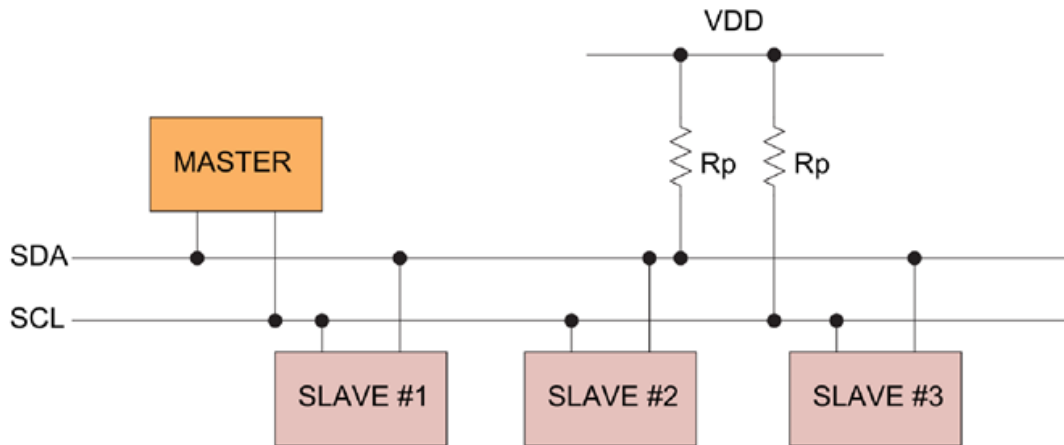 VDD
MASTER
Rp
Rp
SDA
SCL
SLAVE #1
SLAVE #2
SLAVE #3